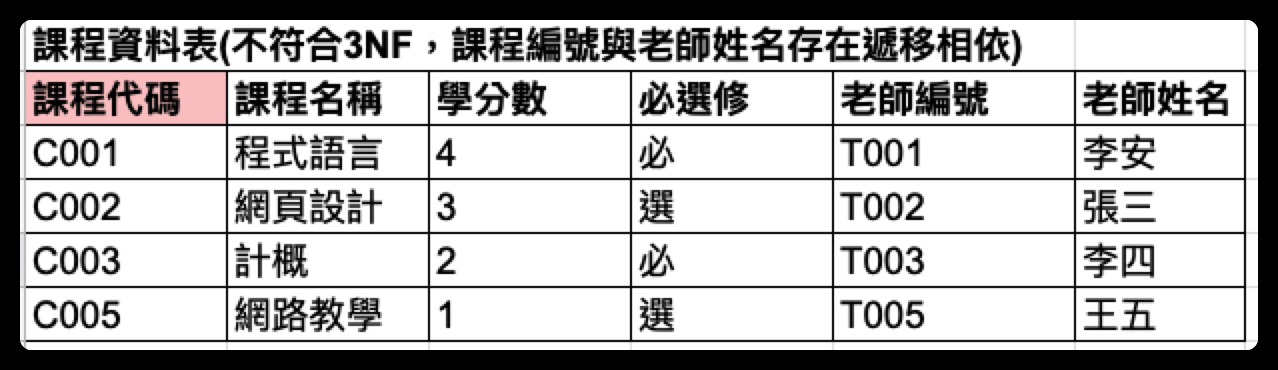 課程資料表(不符合3NF，課程編號與老師姓名存在遞移相依)
課程代碼 課程名稱 學分數 必選修 老師編號 老師姓名
C001 程式語言 4 必 T001 李安
C002 網頁設計 3 選 T002 張三
C003 計概 2 必 T003 李四
C005 網路教學 1 選 T005 王五